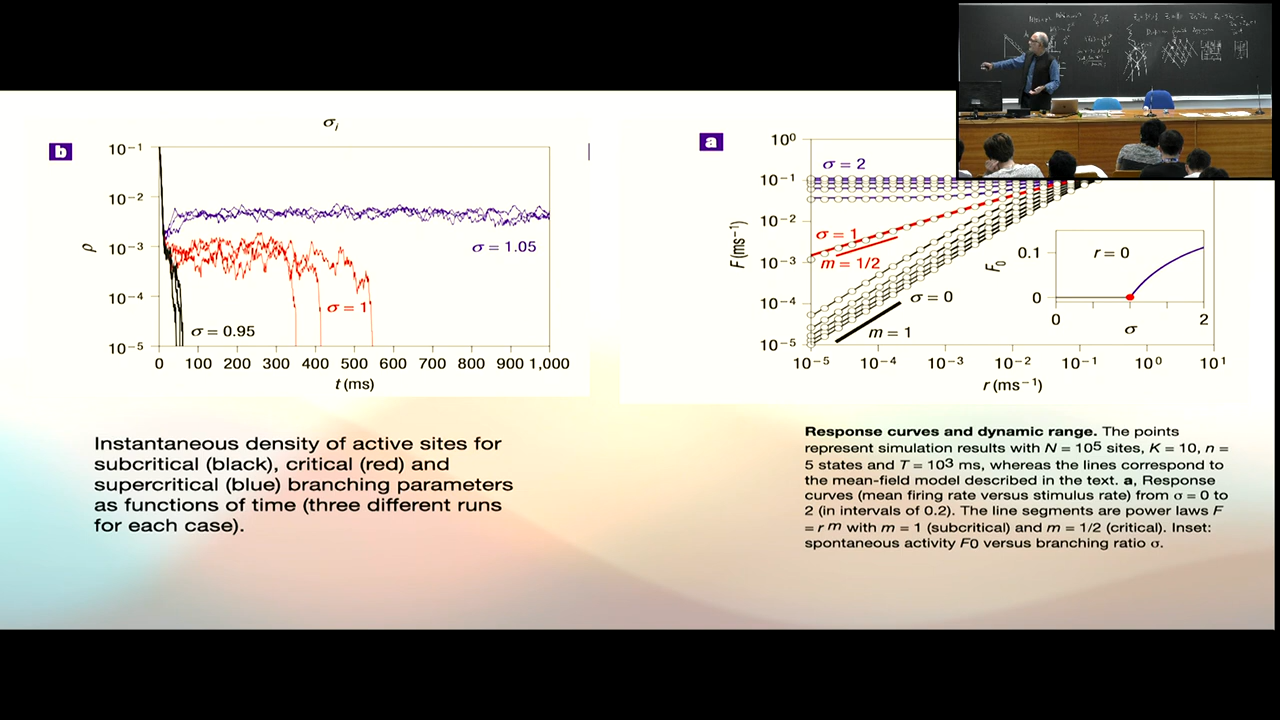 σi
b
10⁻¹
10⁻²
10⁻³
10⁻⁴
10⁻⁵
ρ
σ = 1.05
σ = 1
σ = 0.95
0 100 200 300 400 500 600 700 800 900 1,000
t (ms)
Instantaneous density of active sites for
subcritical (black), critical (red) and
supercritical (blue) branching parameters
as functions of time (three different runs
for each case).
a
10⁰
10⁻¹
10⁻²
10⁻³
10⁻⁴
10⁻⁵
F (ms⁻¹)
σ = 2
σ = 1
m = 1/2
σ = 0
m = 1
F0
0.1
0
r = 0
0 2
σ
10⁻⁵ 10⁻⁴ 10⁻³ 10⁻² 10⁻¹ 10⁰ 10¹
r (ms⁻¹)
Response curves and dynamic range. The points
represent simulation results with N = 10⁵ sites, K = 10, n =
5 states and T = 10³ ms, whereas the lines correspond to
the mean-field model described in the text. a, Response
curves (mean firing rate versus stimulus rate) from σ = 0 to
2 (in intervals of 0.2). The line segments are power laws F
= r m with m = 1 (subcritical) and m = 1/2 (critical). Inset:
spontaneous activity F0 versus branching ratio σ.